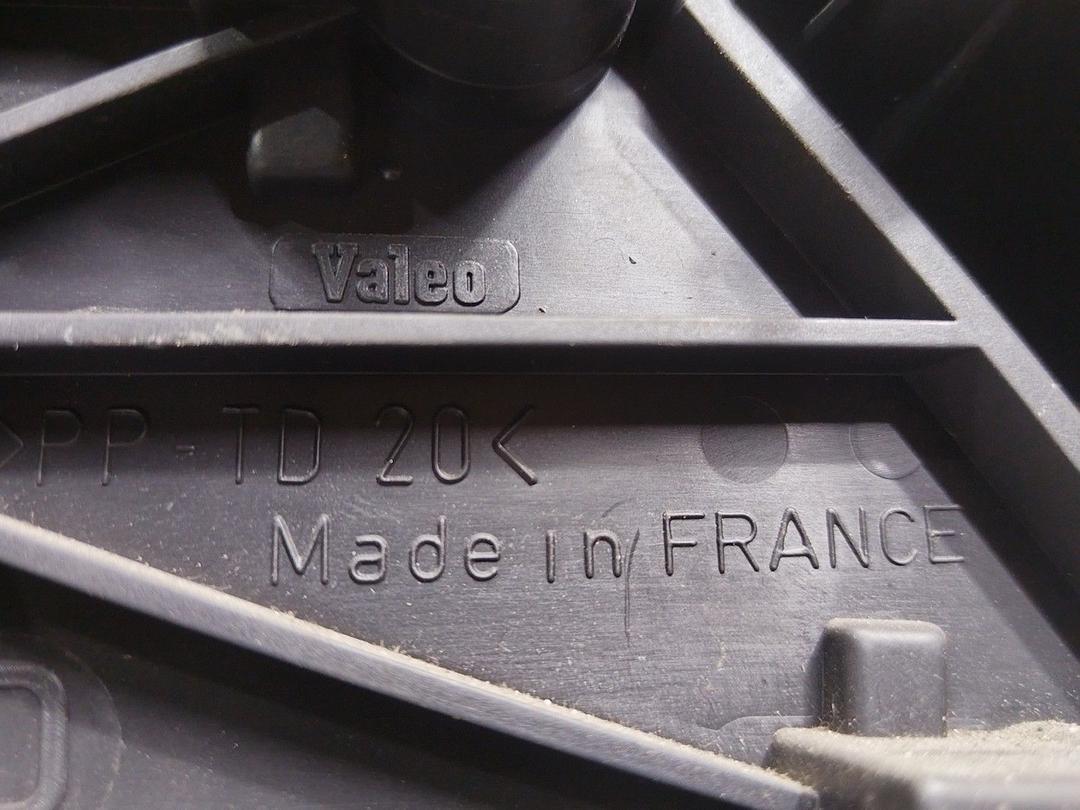 Valeo
>PP-TD 20<
Made in FRANCE